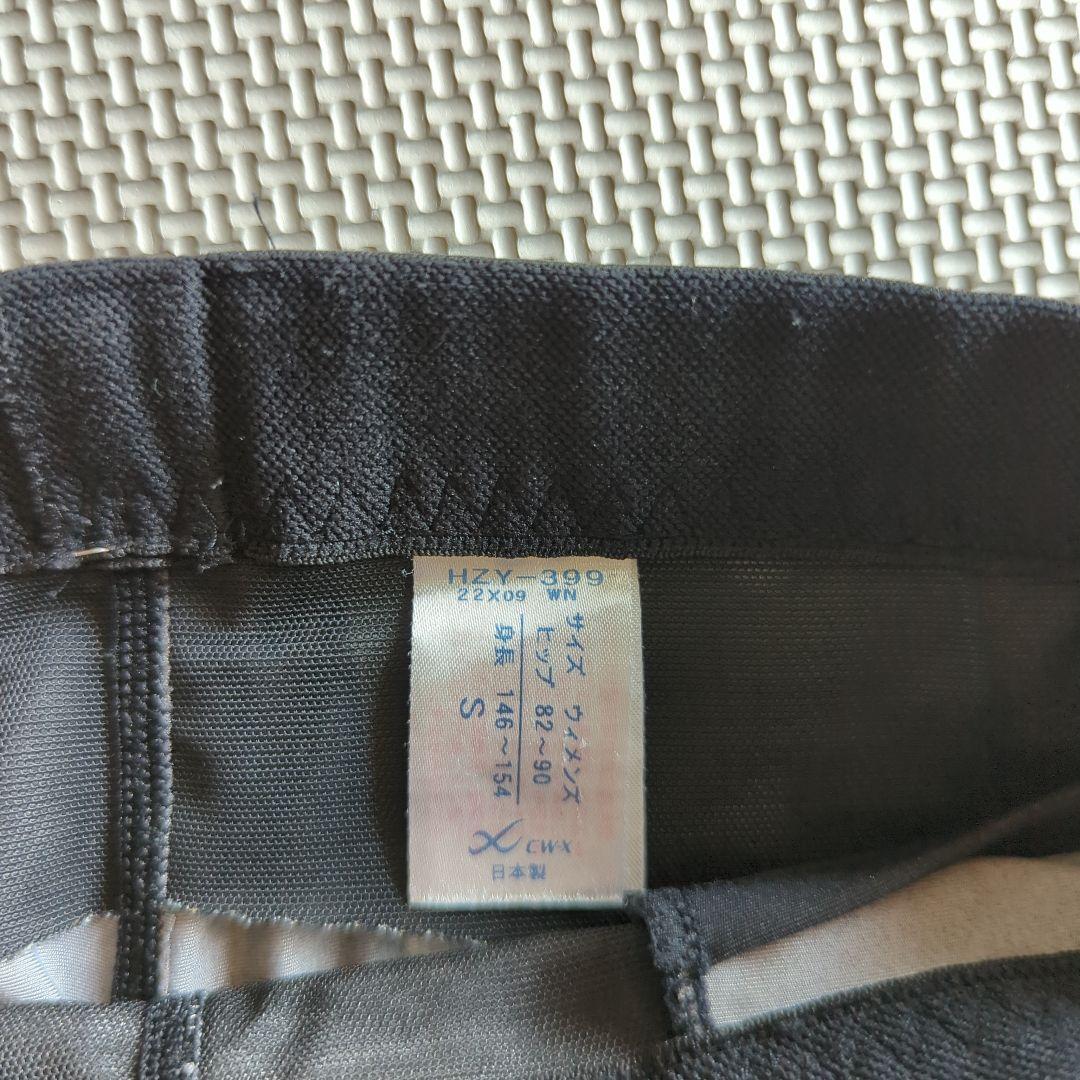 HZY-399
22X09 WN
サイズ ウィメンズ
ヒップ 82~90
身長 146~154
S
CW-X
日本製